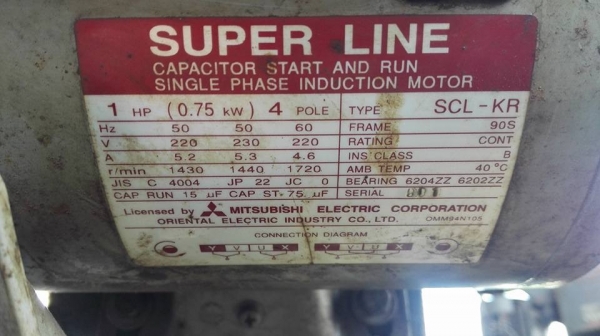 SUPER LINE
CAPACITOR START AND RUN
SINGLE PHASE INDUCTION MOTOR
1 HP (0.75 kW) 4 POLE TYPE SCL-KR
Hz 50 50 60 FRAME 90S
V 220 230 220 RATING CONT
A 5.2 5.3 4.6 INS CLASS B
r/min 1430 1440 1720 AMB TEMP 40°C
JIS C 4004 JP 22 JC 0 BEARING 6204ZZ 6202ZZ
CAP RUN 15 µF CAP ST 75 µF SERIAL
Licensed by MITSUBISHI ELECTRIC CORPORATION
ORIENTAL ELECTRIC INDUSTRY CO., LTD. OMM94N105
CONNECTION DIAGRAM
Y V U X Y V U X